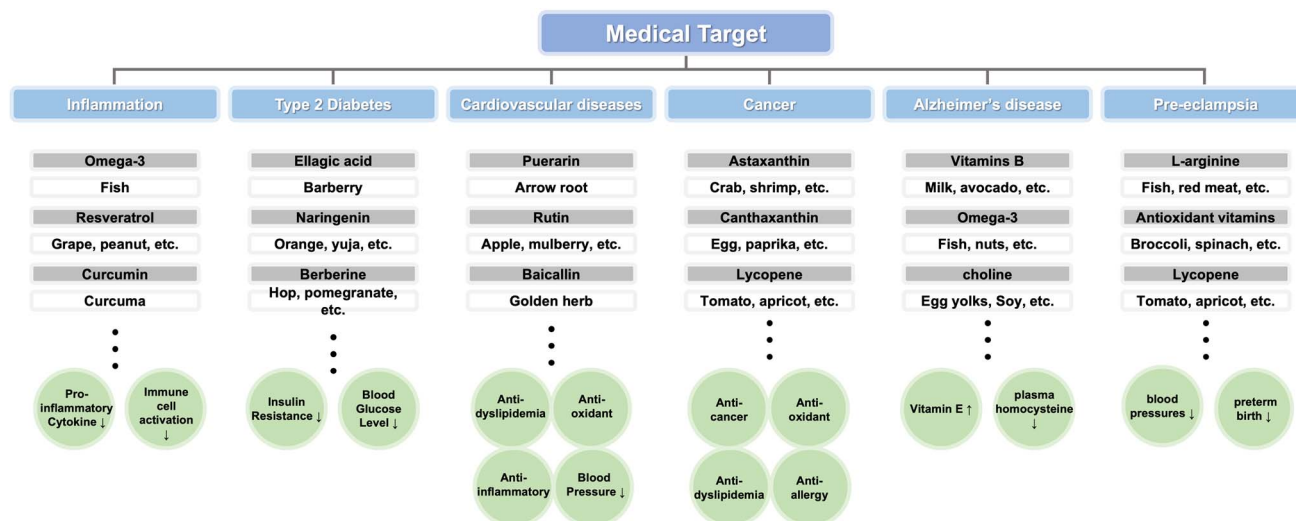 Medical Target
Inflammation
Omega-3
Fish
Resveratrol
Grape, peanut, etc.
Curcumin
Curcuma
Pro-
inflammatory
Cytokine ↓
Immune
cell
activation
↓
Type 2 Diabetes
Ellagic acid
Barberry
Naringenin
Orange, yuja, etc.
Berberine
Hop, pomegranate,
etc.
Insulin
Resistance ↓
Blood
Glucose
Level ↓
Cardiovascular diseases
Puerarin
Arrow root
Rutin
Apple, mulberry, etc.
Baicallin
Golden herb
Anti-
dyslipidemia
Anti-
oxidant
Anti-
inflammatory
Blood
Pressure ↓
Cancer
Astaxanthin
Crab, shrimp, etc.
Canthaxanthin
Egg, paprika, etc.
Lycopene
Tomato, apricot, etc.
Anti-
cancer
Anti-
oxidant
Anti-
dyslipidemia
Anti-
allergy
Alzheimer's disease
Vitamins B
Milk, avocado, etc.
Omega-3
Fish, nuts, etc.
choline
Egg yolks, Soy, etc.
Vitamin E ↑
plasma
homocysteine
↓
Pre-eclampsia
L-arginine
Fish, red meat, etc.
Antioxidant vitamins
Broccoli, spinach, etc.
Lycopene
Tomato, apricot, etc.
blood
pressures ↓
preterm
birth ↓